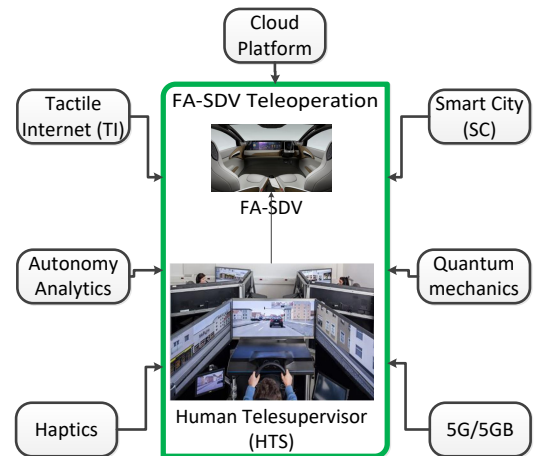 Cloud
Platform
FA-SDV Teleoperation
Tactile
Internet (TI)
Smart City
(SC)
FA-SDV
Autonomy
Analytics
Quantum
mechanics
Haptics
Human Telesupervisor
(HTS)
5G/5GB